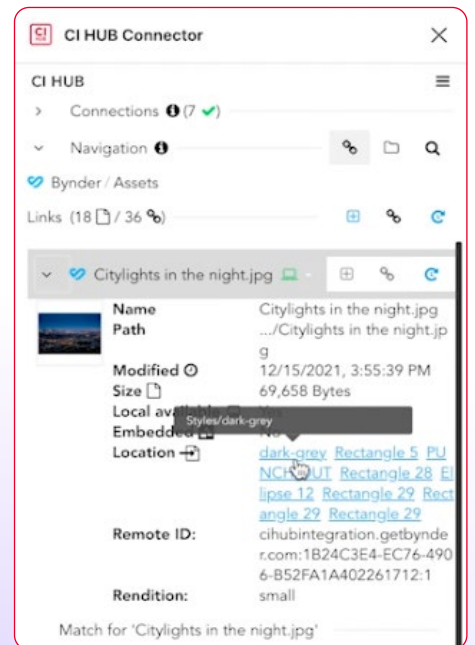 CI HUB CI HUB Connector
CI HUB
Connections (7)
Navigation
Bynder / Assets
Links (18 / 36)
Citylights in the night.jpg
Name Citylights in the night.jpg
Path .../Citylights in the night.jp
g
Modified 12/15/2021, 3:55:39 PM
Size 69,658 Bytes
Local available Yes
Styles/dark-grey
Embedded No
Location dark-grey Rectangle 5 PU
NCHOUT Rectangle 28 El
lipse 12 Rectangle 29 Rect
angle 29 Rectangle 29
Remote ID: cihubintegration.getbynde
r.com:1B24C3E4-EC76-490
6-B52FA1A402261712:1
Rendition: small
Match for 'Citylights in the night.jpg'